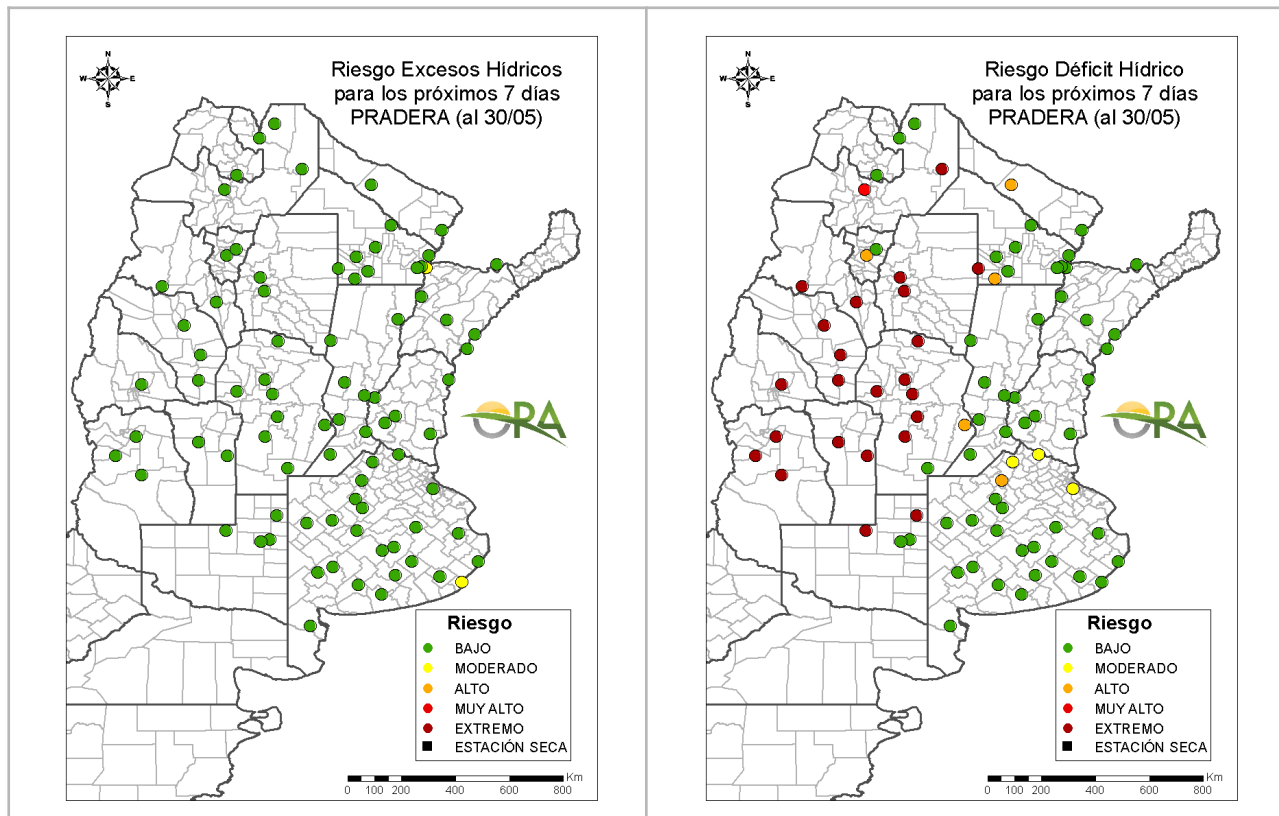 N
W
E
S
Riesgo Excesos Hídricos
para los próximos 7 días
PRADERA (al 30/05)
ORA
Riesgo
BAJO
MODERADO
ALTO
MUY ALTO
EXTREMO
ESTACIÓN SECA
Km
0 100 200 400 600 800
N
W
E
S
Riesgo Déficit Hídrico
para los próximos 7 días
PRADERA (al 30/05)
ORA
Riesgo
BAJO
MODERADO
ALTO
MUY ALTO
EXTREMO
ESTACIÓN SECA
Km
0 100 200 400 600 800